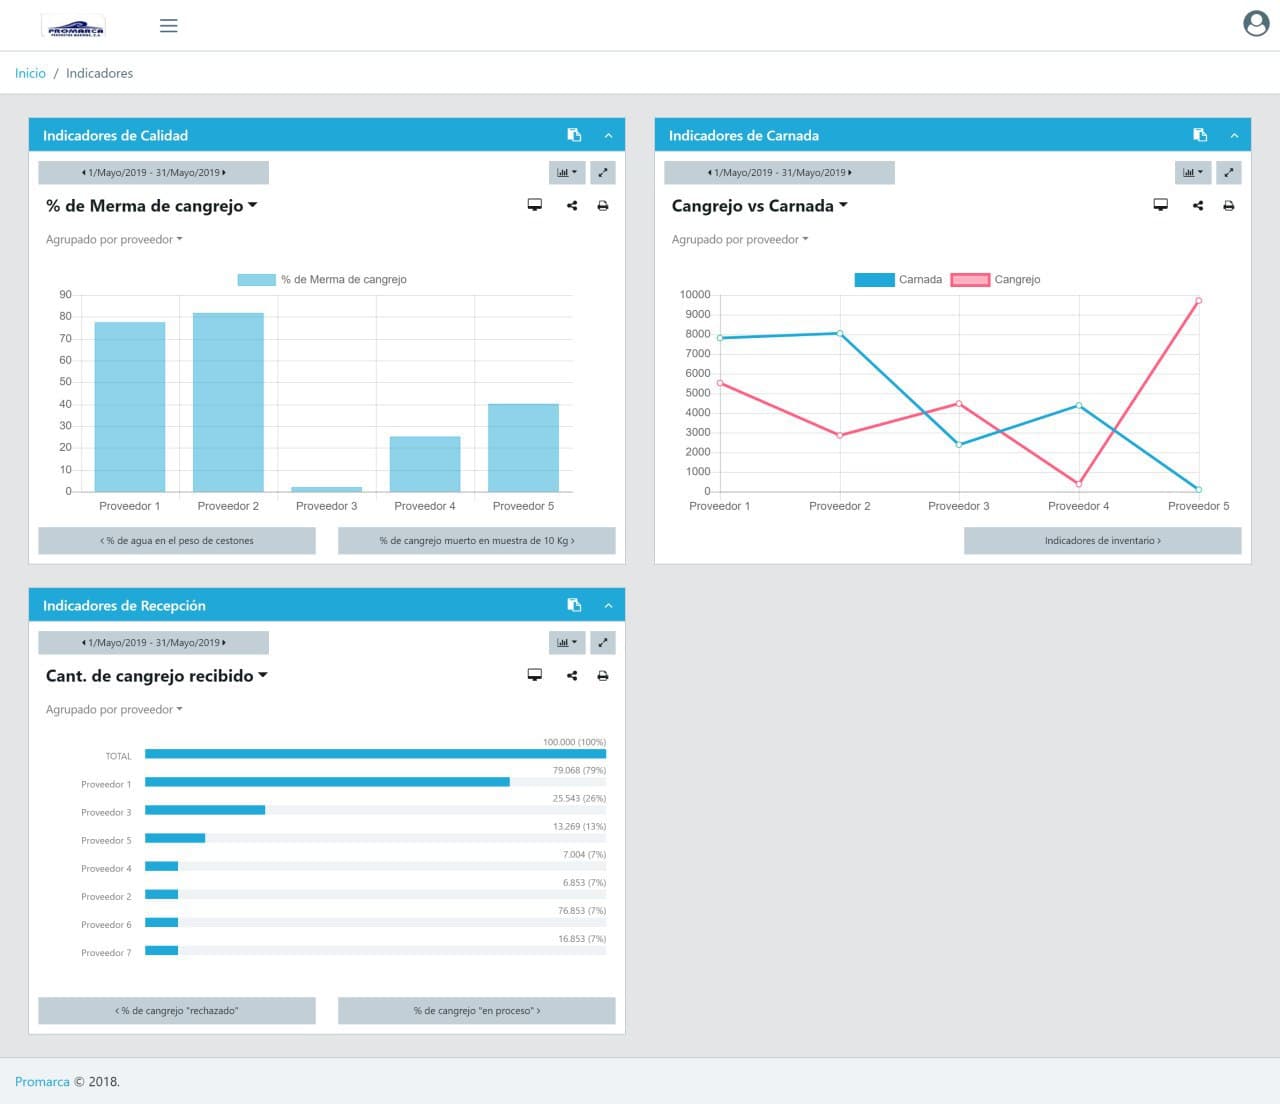 PROMARCA
Inicio / Indicadores
Indicadores de Calidad
1/Mayo/2019 - 31/Mayo/2019
% de Merma de cangrejo
Agrupado por proveedor
% de Merma de cangrejo
90
80
70
60
50
40
30
20
10
0
Proveedor 1 Proveedor 2 Proveedor 3 Proveedor 4 Proveedor 5
< % de agua en el peso de cestones
% de cangrejo muerto en muestra de 10 Kg >
Indicadores de Carnada
1/Mayo/2019 - 31/Mayo/2019
Cangrejo vs Carnada
Agrupado por proveedor
Carnada Cangrejo
10000
9000
8000
7000
6000
5000
4000
3000
2000
1000
0
Proveedor 1 Proveedor 2 Proveedor 3 Proveedor 4 Proveedor 5
Indicadores de inventario >
Indicadores de Recepción
1/Mayo/2019 - 31/Mayo/2019
Cant. de cangrejo recibido
Agrupado por proveedor
100.000 (100%)
TOTAL
79.068 (79%)
Proveedor 1
25.543 (26%)
Proveedor 3
13.269 (13%)
Proveedor 5
7.004 (7%)
Proveedor 4
6.853 (7%)
Proveedor 2
76.853 (7%)
Proveedor 6
16.853 (7%)
Proveedor 7
< % de cangrejo "rechazado"
% de cangrejo "en proceso" >
Promarca © 2018.